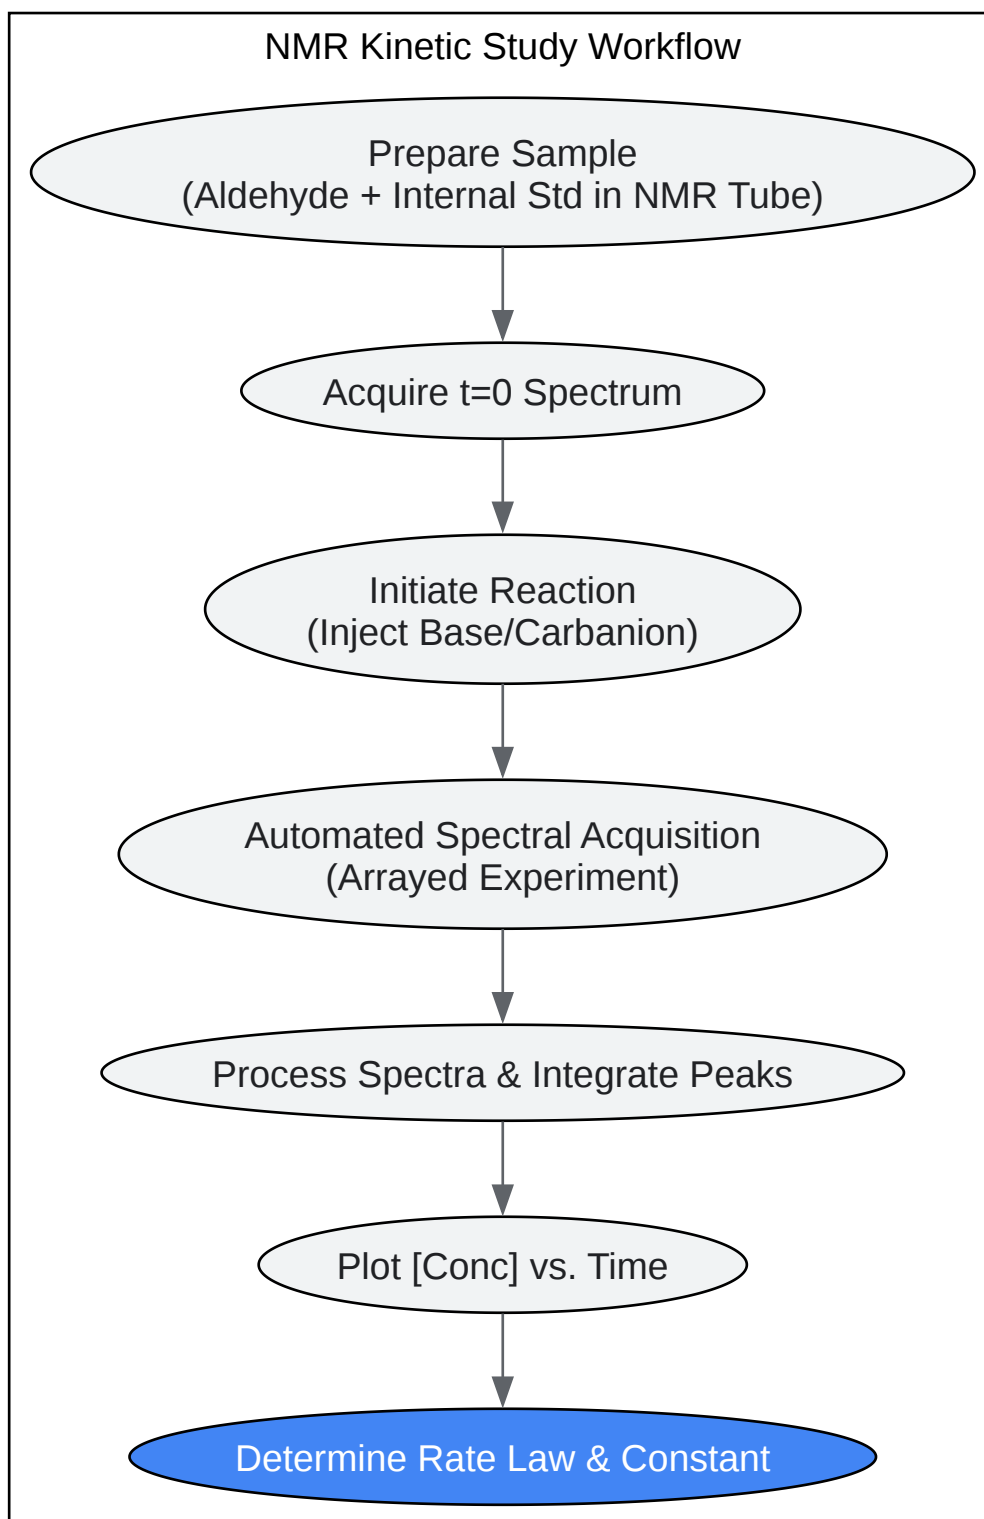 NMR Kinetic Study Workflow
Prepare Sample
(Aldehyde + Internal Std in NMR Tube)
Acquire t=0 Spectrum
Initiate Reaction
(Inject Base/Carbanion)
Automated Spectral Acquisition
(Arrayed Experiment)
Process Spectra & Integrate Peaks
Plot [Conc] vs. Time
Determine Rate Law & Constant